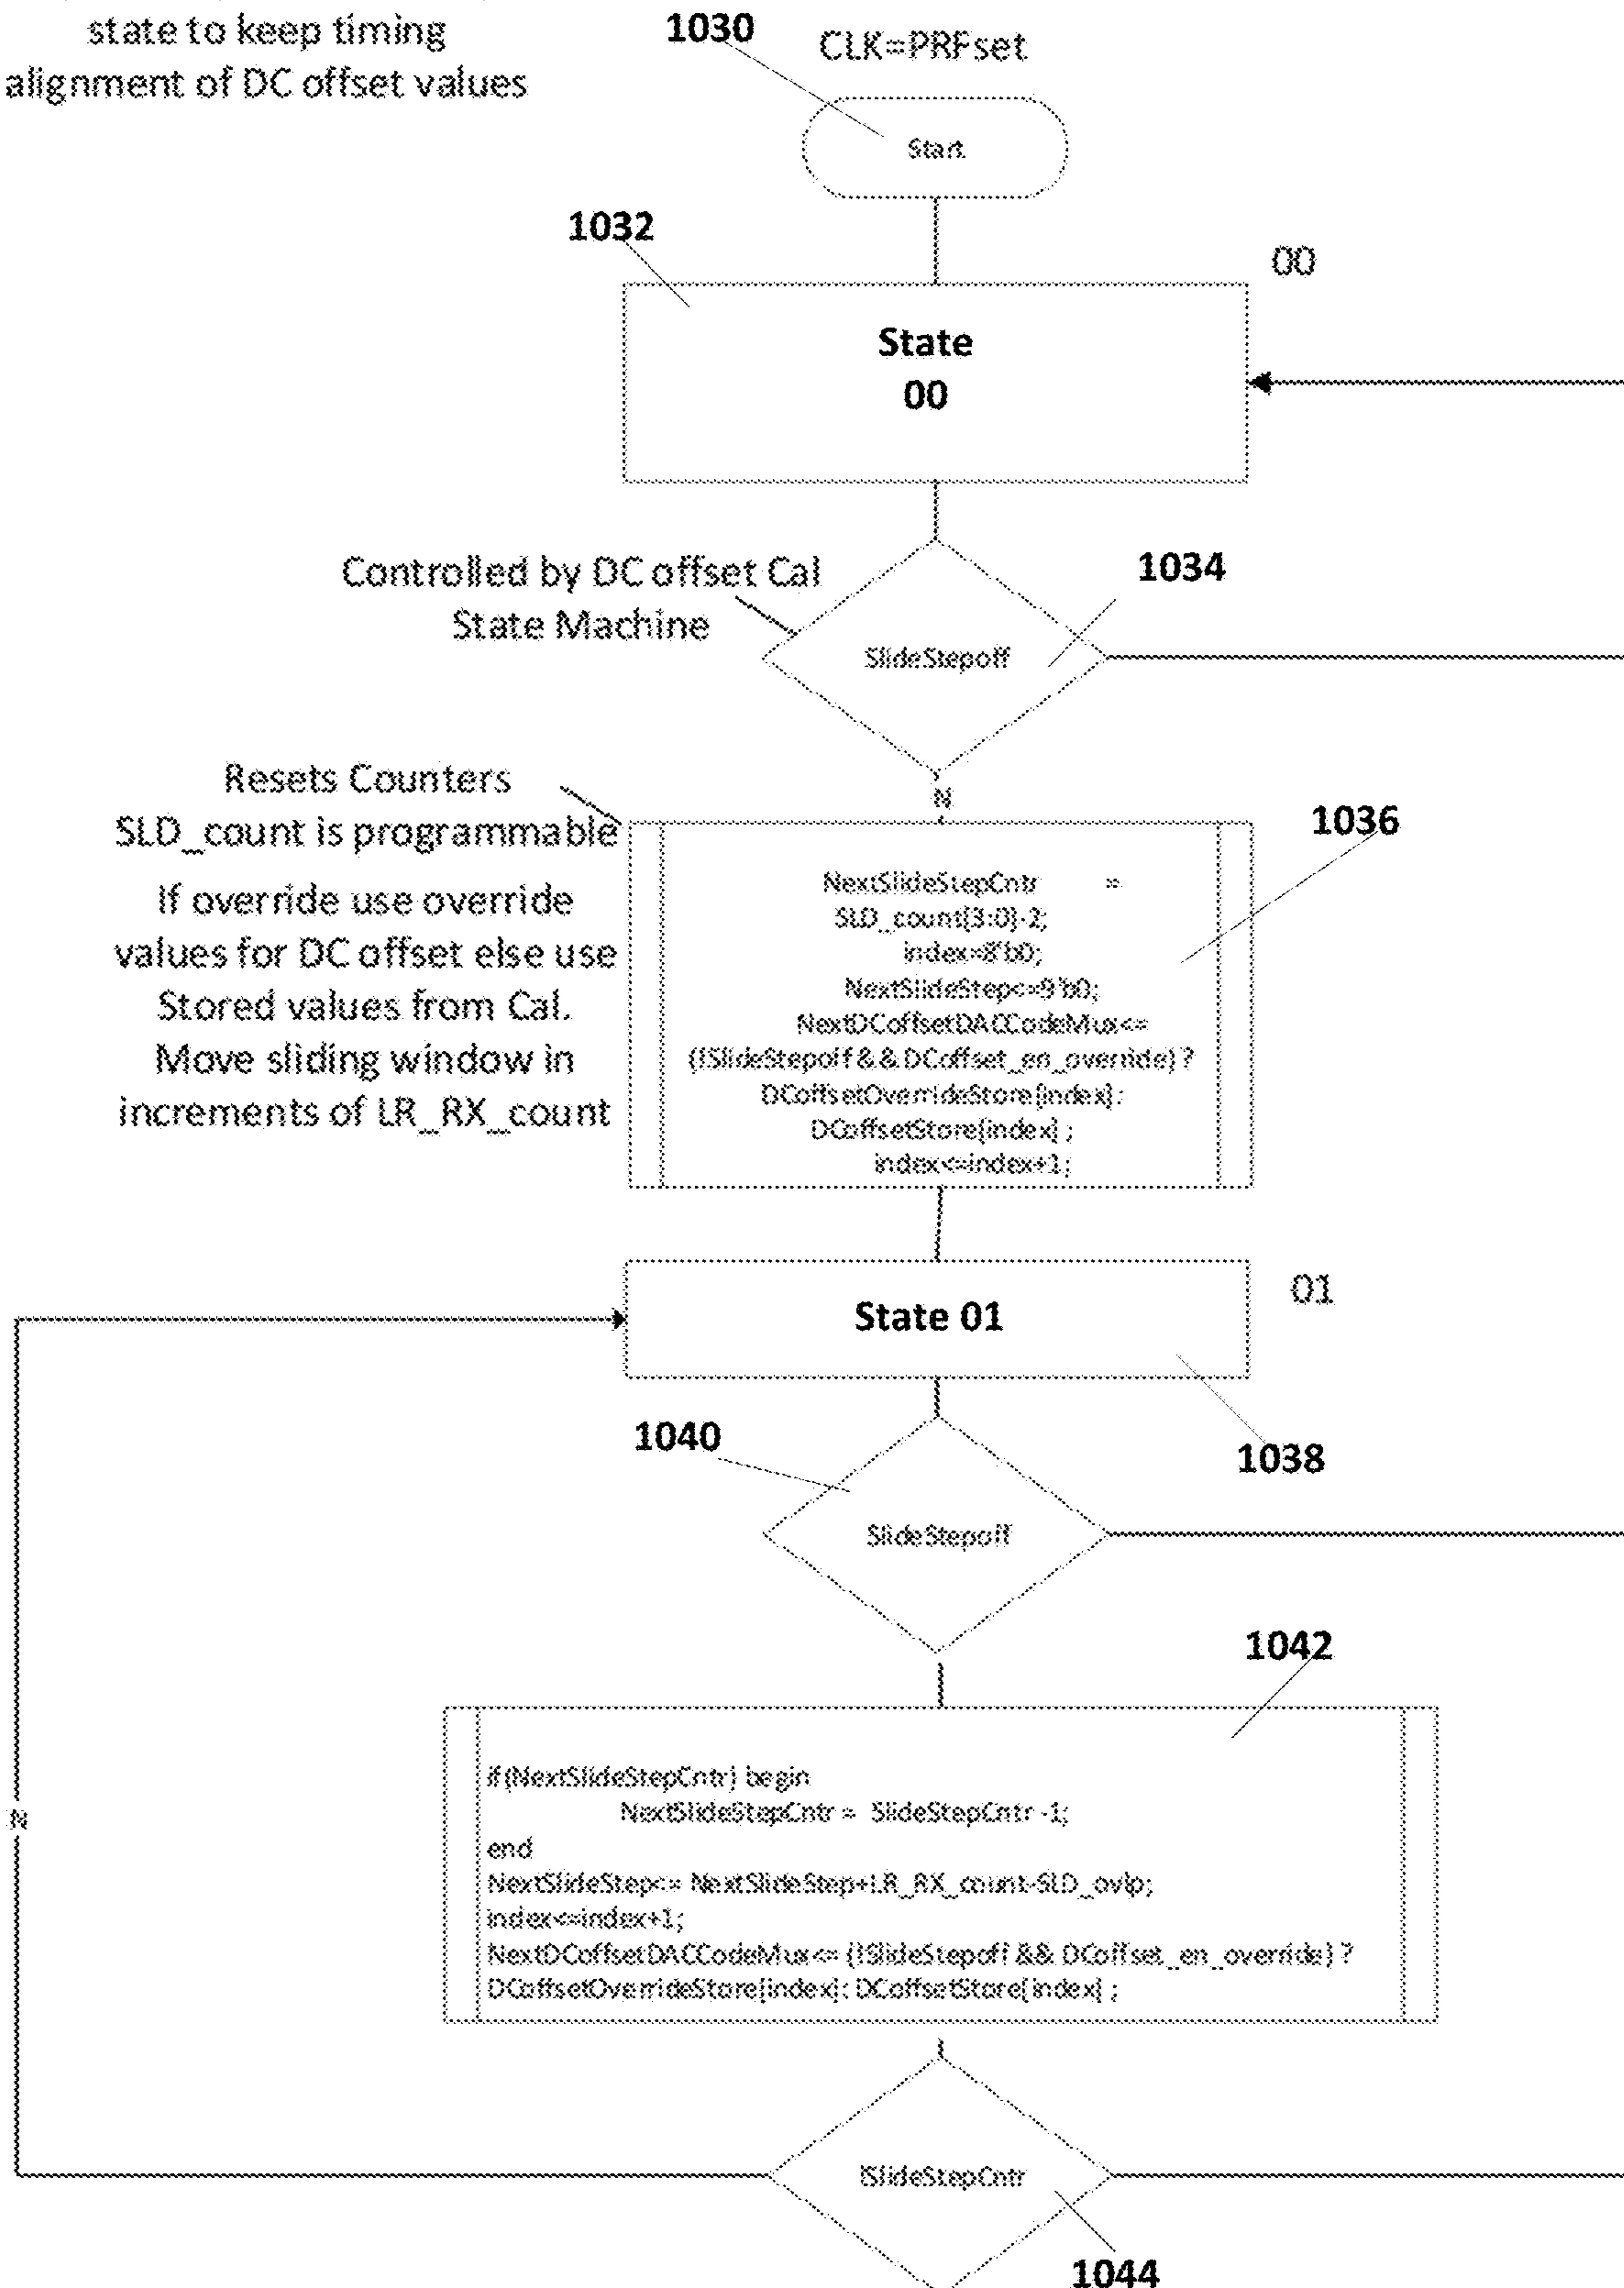 state to keep timing
alignment of DC offset values
1030
CLK=PRFset
Start
1032
00
State
00
Controlled by DC offset Cal
State Machine
1034
SlideStepoff
N
Resets Counters
SLD_count is programmable
If override use override
values for DC offset else use
Stored values from Cal.
Move sliding window in
increments of LR_RX_count
1036
NextSlideStepCntr =
SLD_count[3:0]-2;
index=8'b0;
NextSlideStep<=9'b0;
NextDCoffsetDACCodeMux<=
(!SlideStepoff && DCoffset_en_override) ?
DCoffsetOverrideStore[index]:
DCoffsetStore[index] ;
index<=index+1;
State 01
01
1038
1040
SlideStepoff
1042
if(NextSlideStepCntr) begin
NextSlideStepCntr = SlideStepCntr -1;
end
NextSlideStep<= NextSlideStep+LR_RX_count-SLD_ovlp;
index<=index+1;
NextDCoffsetDACCodeMux<= (!SlideStepoff && DCoffset_en_override) ?
DCoffsetOverrideStore[index]: DCoffsetStore[index] ;
N
!SlideStepCntr
1044